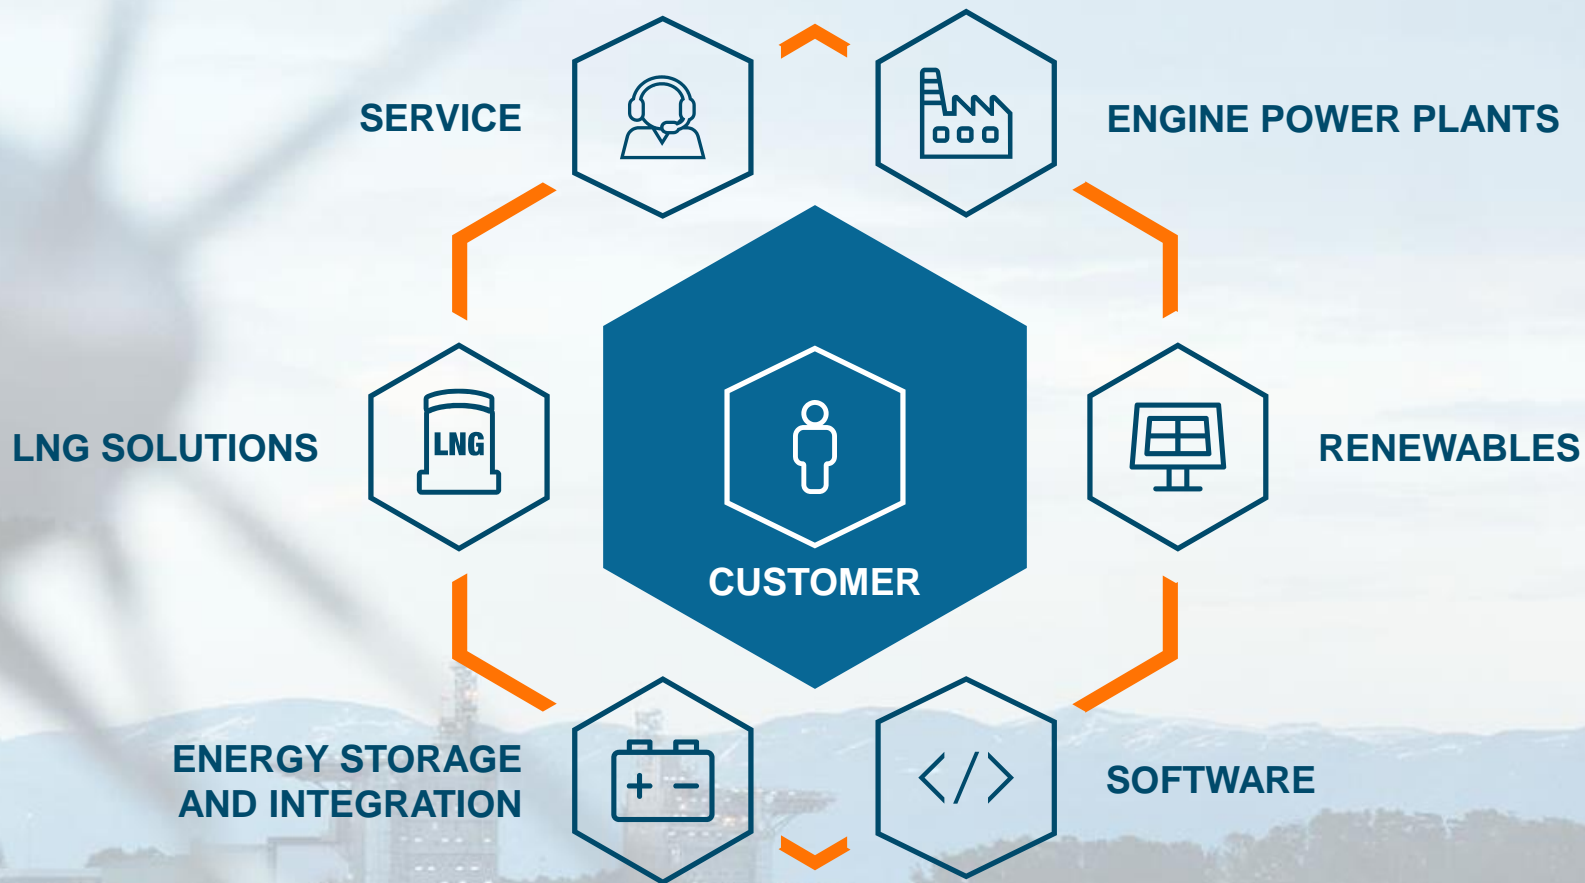 SERVICE
ENGINE POWER PLANTS
LNG SOLUTIONS
LNG
RENEWABLES
CUSTOMER
ENERGY STORAGE
AND INTEGRATION
</>
SOFTWARE